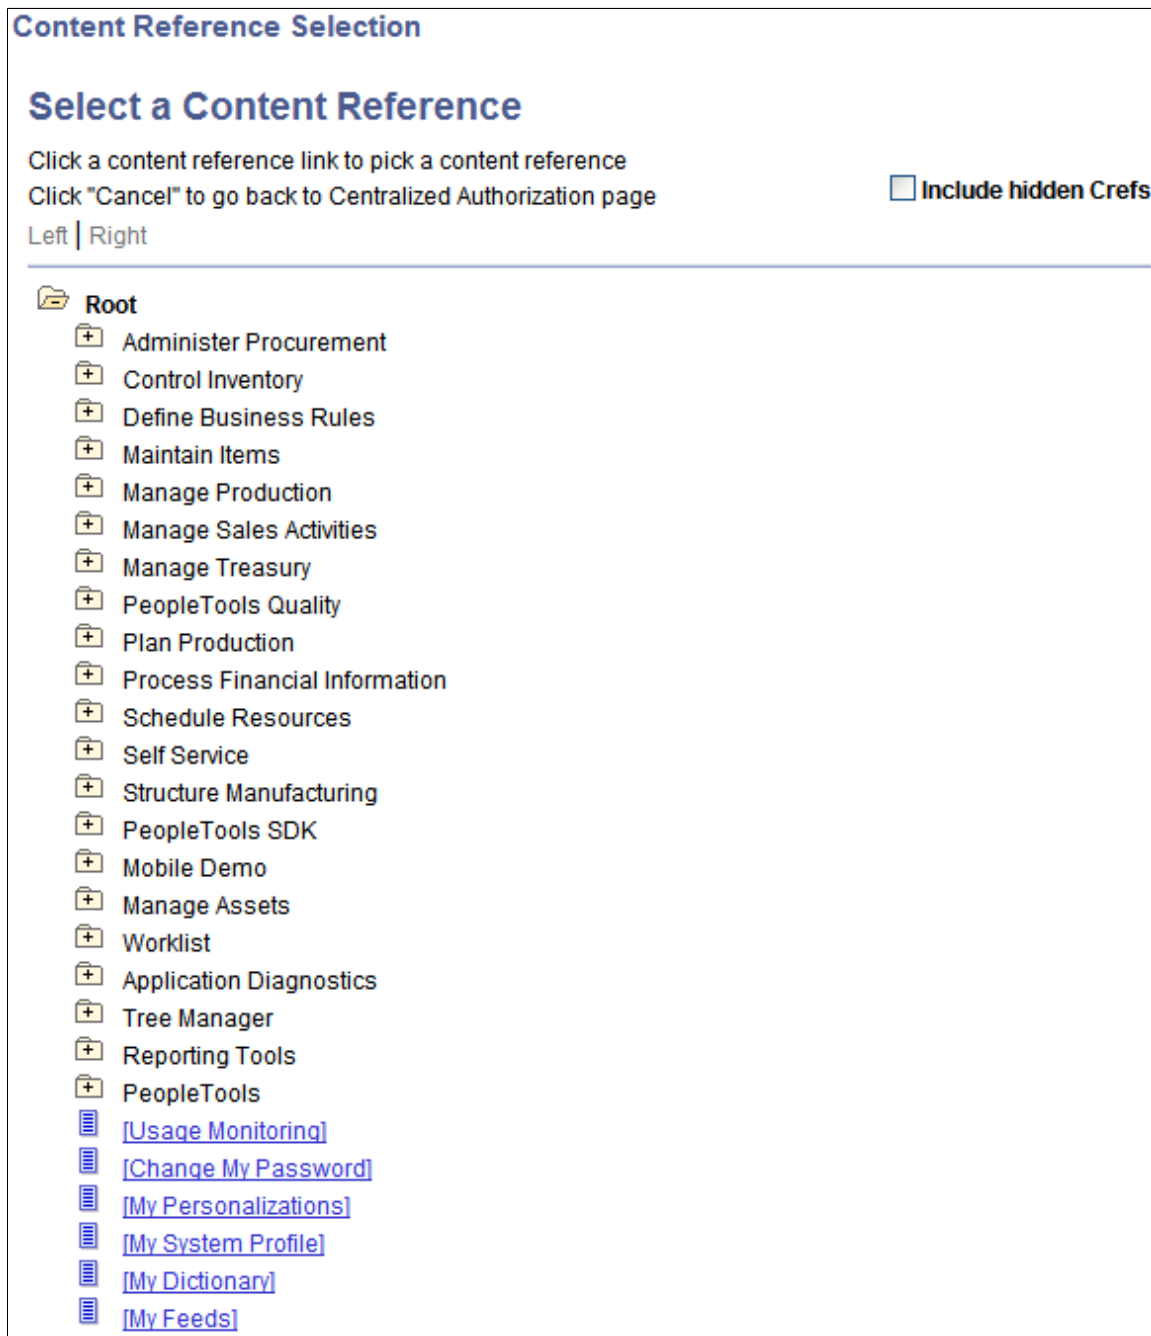 Content Reference Selection
Select a Content Reference
Click a content reference link to pick a content reference
Click "Cancel" to go back to Centralized Authorization page
Include hidden Crefs
Left | Right
Root
Administer Procurement
Control Inventory
Define Business Rules
Maintain Items
Manage Production
Manage Sales Activities
Manage Treasury
PeopleTools Quality
Plan Production
Process Financial Information
Schedule Resources
Self Service
Structure Manufacturing
PeopleTools SDK
Mobile Demo
Manage Assets
Worklist
Application Diagnostics
Tree Manager
Reporting Tools
PeopleTools
[Usage Monitoring]
[Change My Password]
[My Personalizations]
[My System Profile]
[My Dictionary]
[My Feeds]